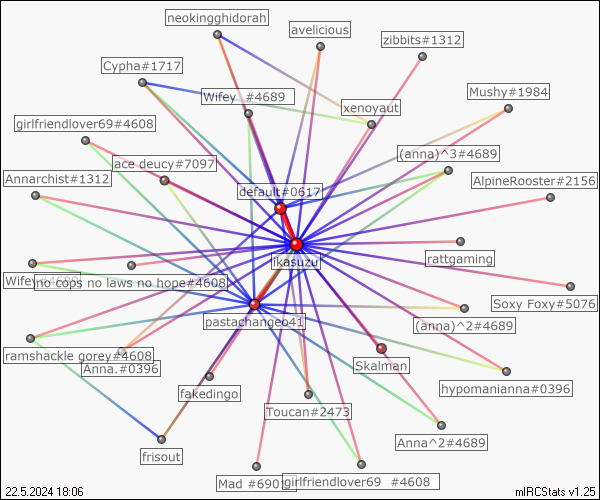 neokingghidorah
avelicious
zibbits#1312
Cypha#1717
Mushy#1984
Wifey  #4689
xenoyaut
girlfriendlover69#4608
(anna)^3#4689
ace deucy#7097
Annarchist#1312
default#0617
AlpineRooster#2156
rattgaming
ikasuzu
Wifey
no cops no laws no hope#4608
Soxy Foxy#5076
pastachangeo41
(anna)^2#4689
ramshackle gorey#4608
Anna.#0396
Skalman
hypomanianna#0396
fakedingo
Toucan#2473
Anna^2#4689
frisout
Mad #6901
girlfriendlover69  #4608
22.5.2024 18:06
mIRCStats v1.25